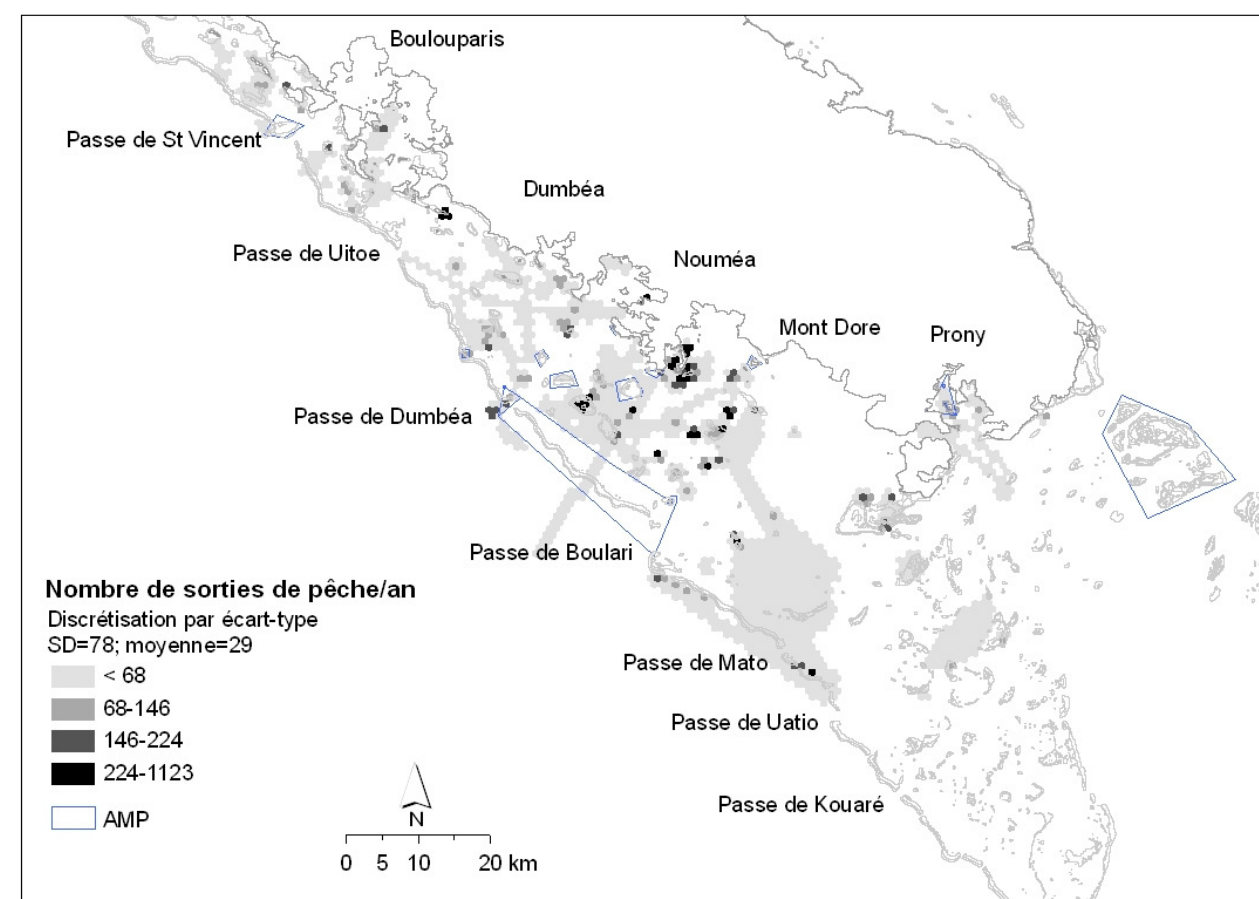 Boulouparis
Passe de St Vincent
Dumbéa
Passe de Uitoe
Nouméa
Mont Dore
Prony
Passe de Dumbéa
Passe de Boulari
Nombre de sorties de pêche/an
Discrétisation par écart-type
SD=78; moyenne=29
< 68
68-146
146-224
224-1123
AMP
Passe de Mato
Passe de Uatio
Passe de Kouaré
N
0 5 10 20 km